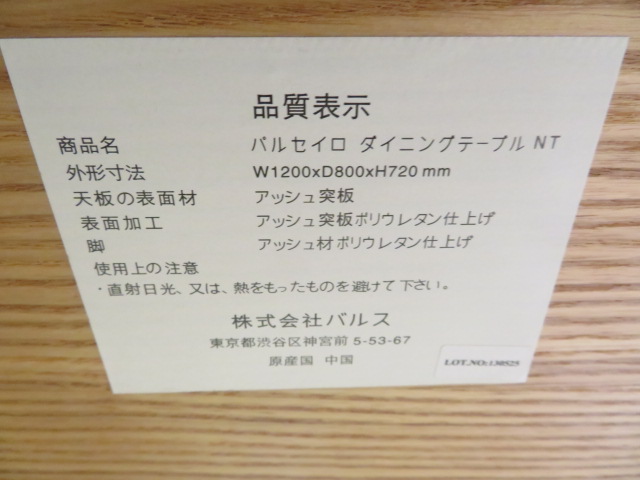 品質表示
商品名 バルセイロ ダイニングテーブル NT
外形寸法 W1200xD800xH720 mm
天板の表面材 アッシュ突板
表面加工 アッシュ突板ポリウレタン仕上げ
脚 アッシュ材ポリウレタン仕上げ
使用上の注意
・直射日光、又は、熱をもったものを避けて下さい。
株式会社バルス
東京都渋谷区神宮前 5-53-67
原産国 中国
LOT.NO:130525